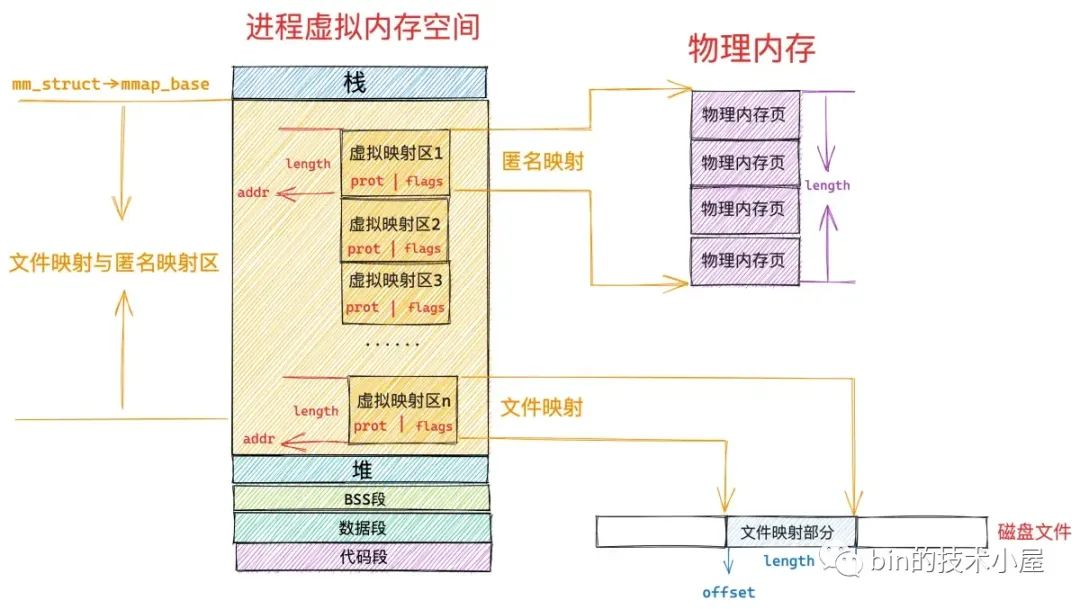 进程虚拟内存空间
物理内存
mm_struct→mmap_base
栈
文件映射与匿名映射区
length
addr
虚拟映射区1
prot | flags
虚拟映射区2
prot | flags
虚拟映射区3
prot | flags
......
length
addr
虚拟映射区n
prot | flags
匿名映射
物理内存页
物理内存页
物理内存页
物理内存页
length
文件映射
堆
BSS段
数据段
代码段
文件映射部分
磁盘文件
length
offset
bin的技术小屋